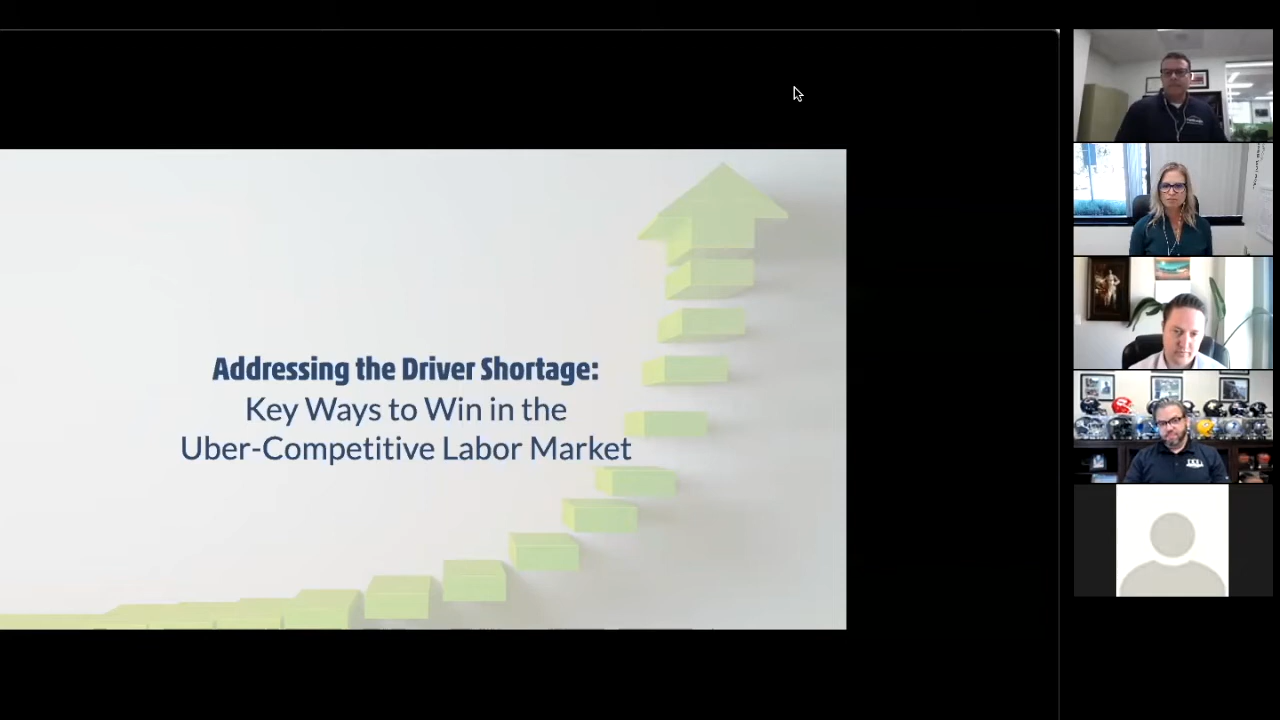 Addressing the Driver Shortage:
Key Ways to Win in the
Uber-Competitive Labor Market